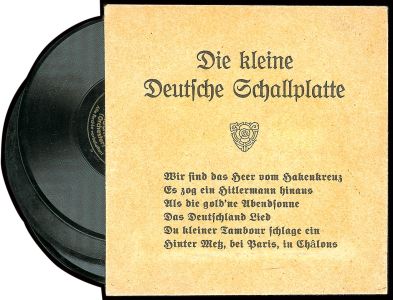 Die kleine
Deutsche Schallplatte
Wir sind das Heer vom Hakenkreuz
Es zog ein Hitlermann hinaus
Als die gold'ne Abendsonne
Das Deutschland Lied
Du kleiner Tambour schlage ein
Hinter Metz, bei Paris, in Châlons